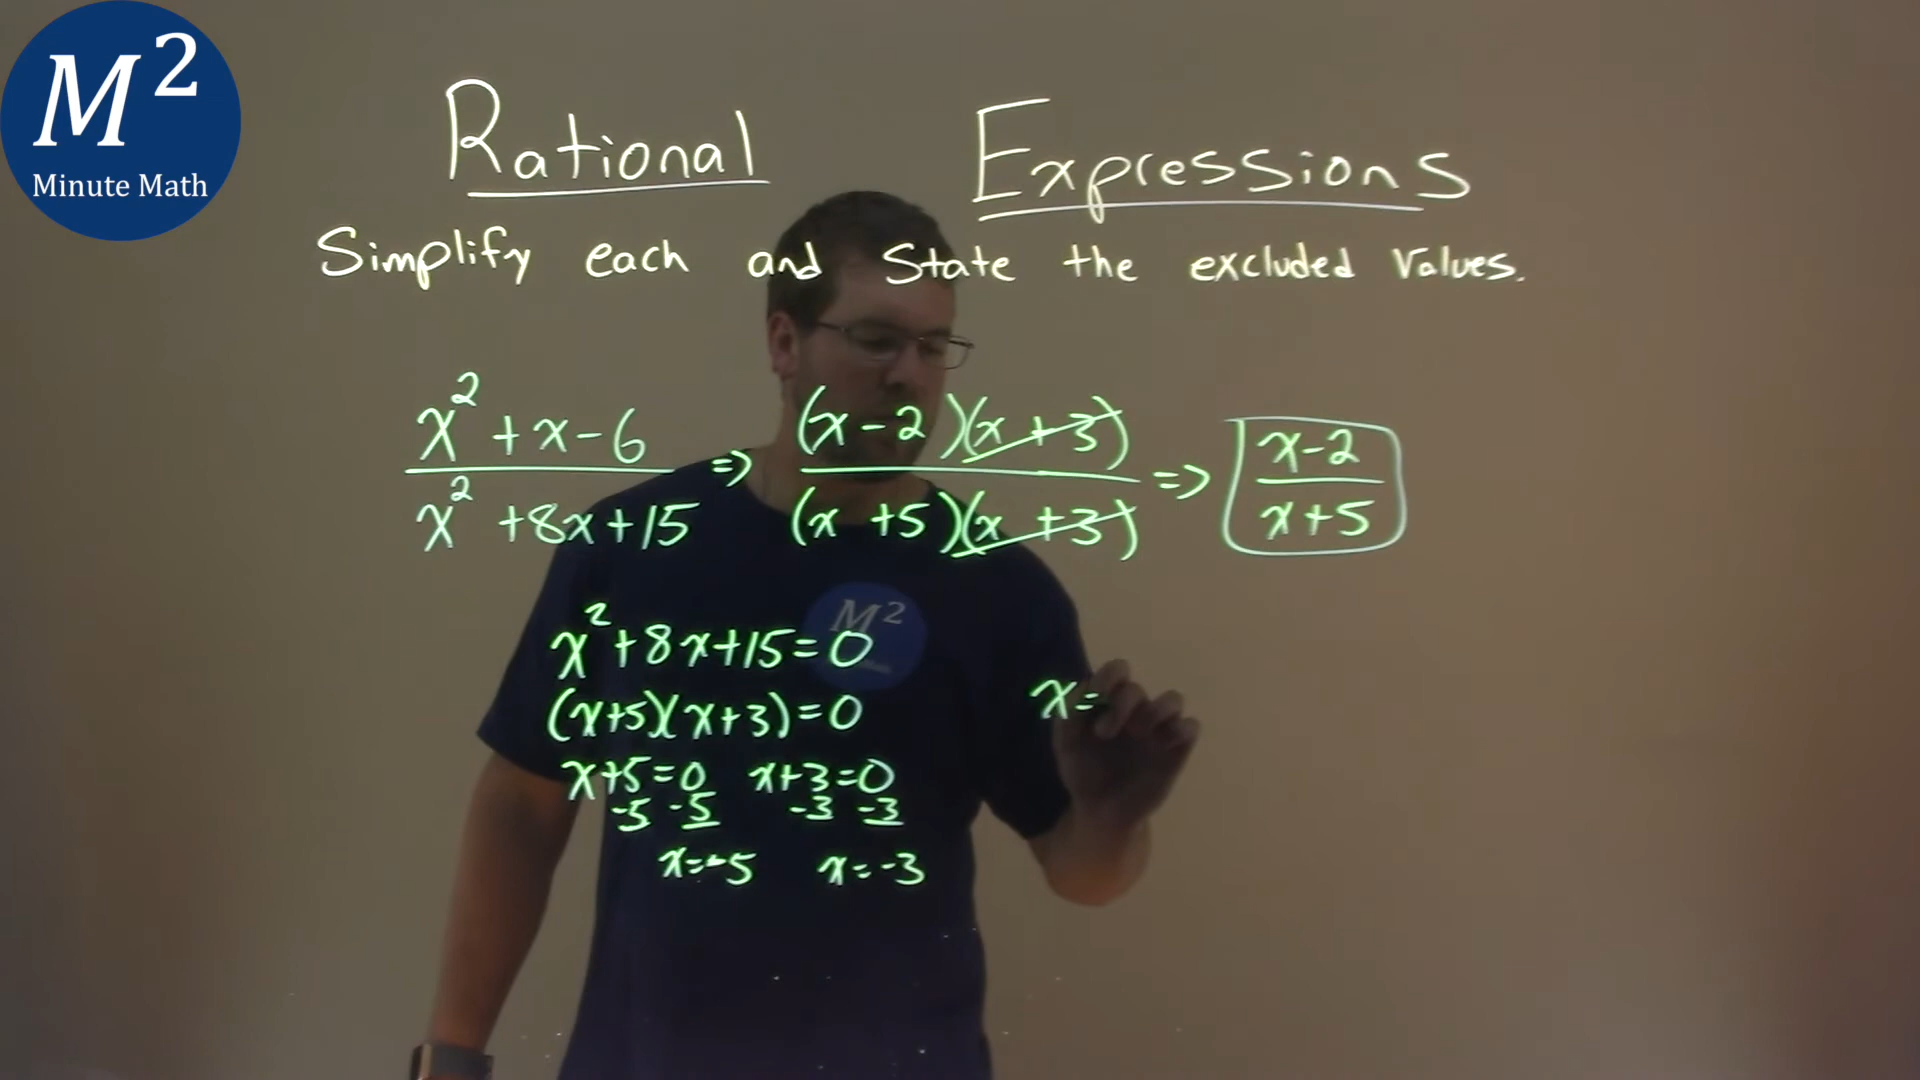 M²
Minute Math
Rational Expressions
Simplify each and State the excluded Values.
x² + x - 6 / x² + 8x + 15 => (x - 2)(x + 3) / (x + 5)(x + 3) => x - 2 / x + 5
M²
x² + 8x + 15 = 0
(x+5)(x+3) = 0
x=
x+5=0 x+3=0
-5 -5 -3 -3
x=-5 x=-3